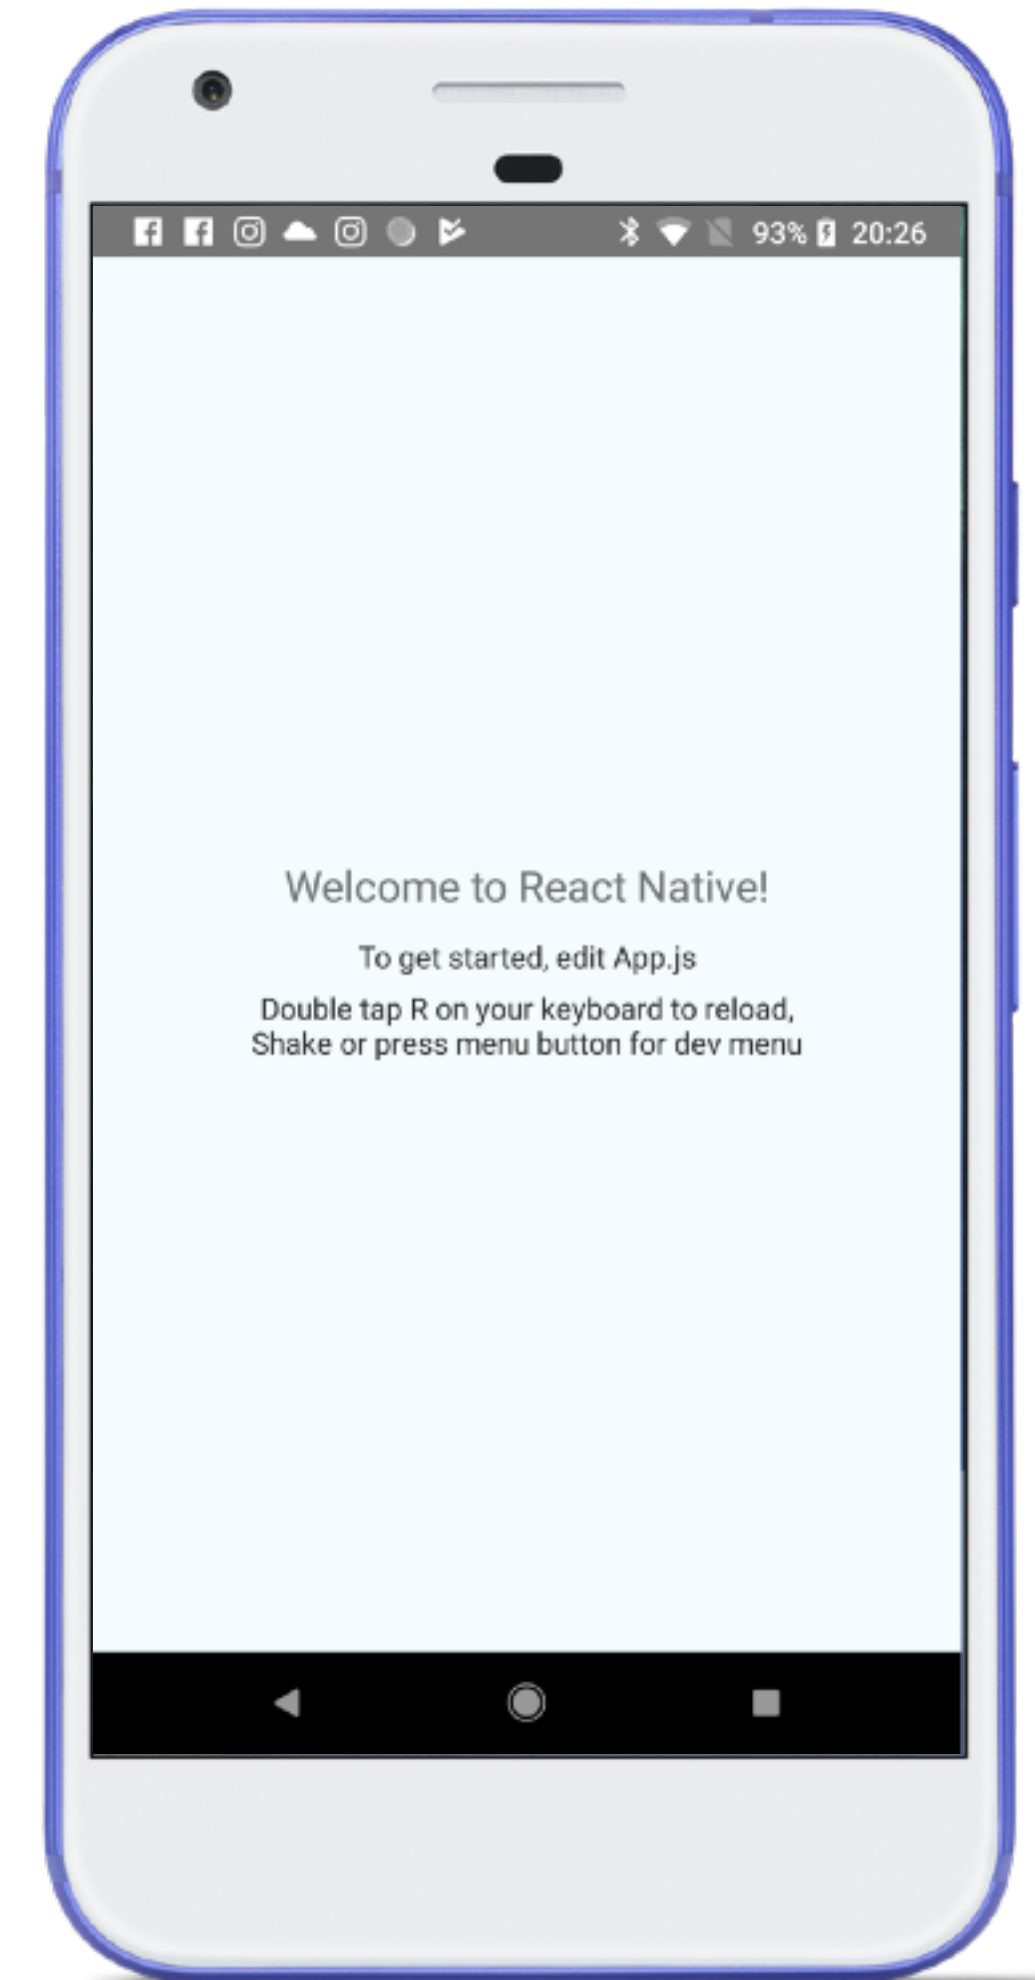 93% 20:26
Welcome to React Native!
To get started, edit App.js
Double tap R on your keyboard to reload,
Shake or press menu button for dev menu